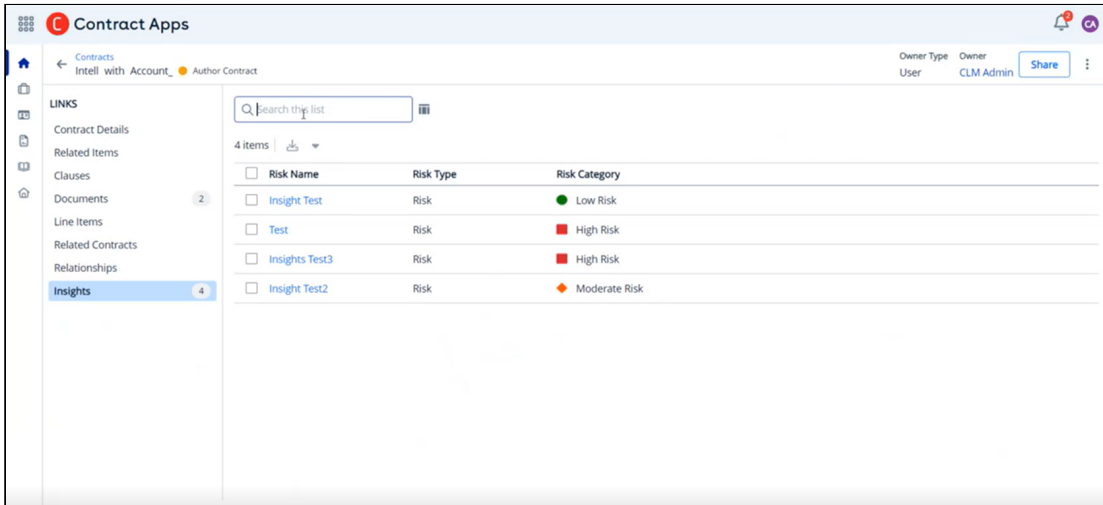 Contract Apps
2
CA
Contracts
Intell with Account_ Author Contract
Owner Type Owner
User CLM Admin
Share
LINKS
Contract Details
Related Items
Clauses
Documents 2
Line Items
Related Contracts
Relationships
Insights 4
Search this list
4 items
Risk Name Risk Type Risk Category
Insight Test Risk Low Risk
Test Risk High Risk
Insights Test3 Risk High Risk
Insight Test2 Risk Moderate Risk